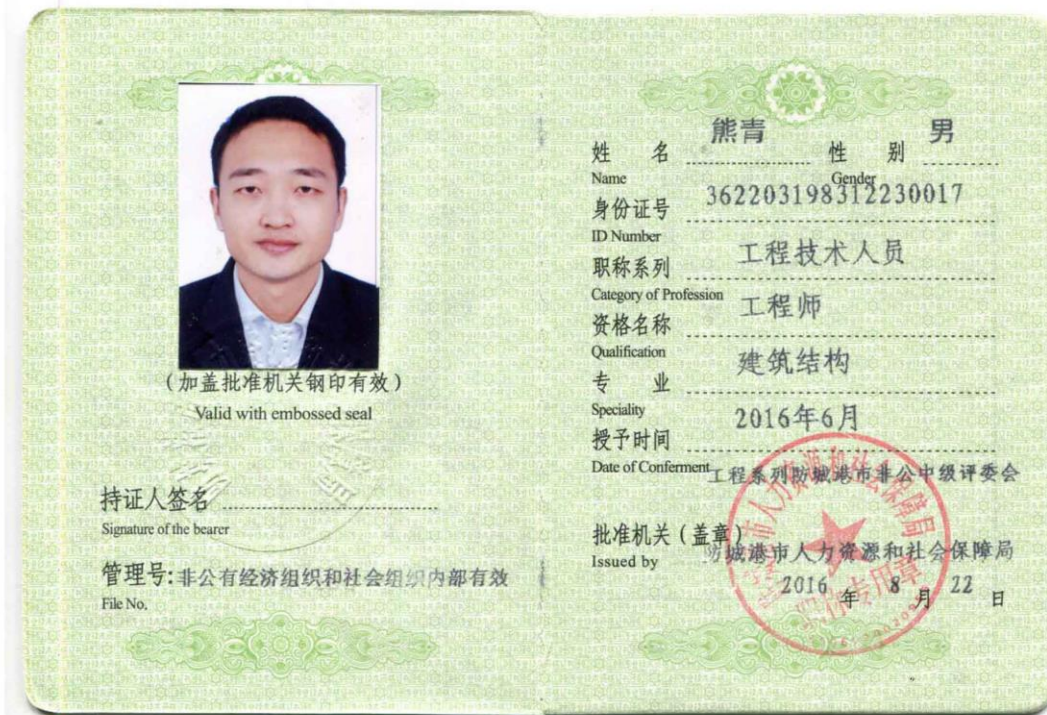 (加盖批准机关钢印有效)
Valid with embossed seal
持证人签名
Signature of the bearer
管理号:非公有经济组织和社会组织内部有效
File No.
姓 名 熊青 性 别 男
Name Gender
身份证号 362203198312230017
ID Number
职称系列 工程技术人员
Category of Profession
资格名称 工程师
Qualification
专 业 建筑结构
Speciality
授予时间 2016年6月
Date of Conferment
工程系列防城港市非公中级评委会
批准机关(盖章) 防城港市人力资源和社会保障局
Issued by
2016 年 8 月 22 日